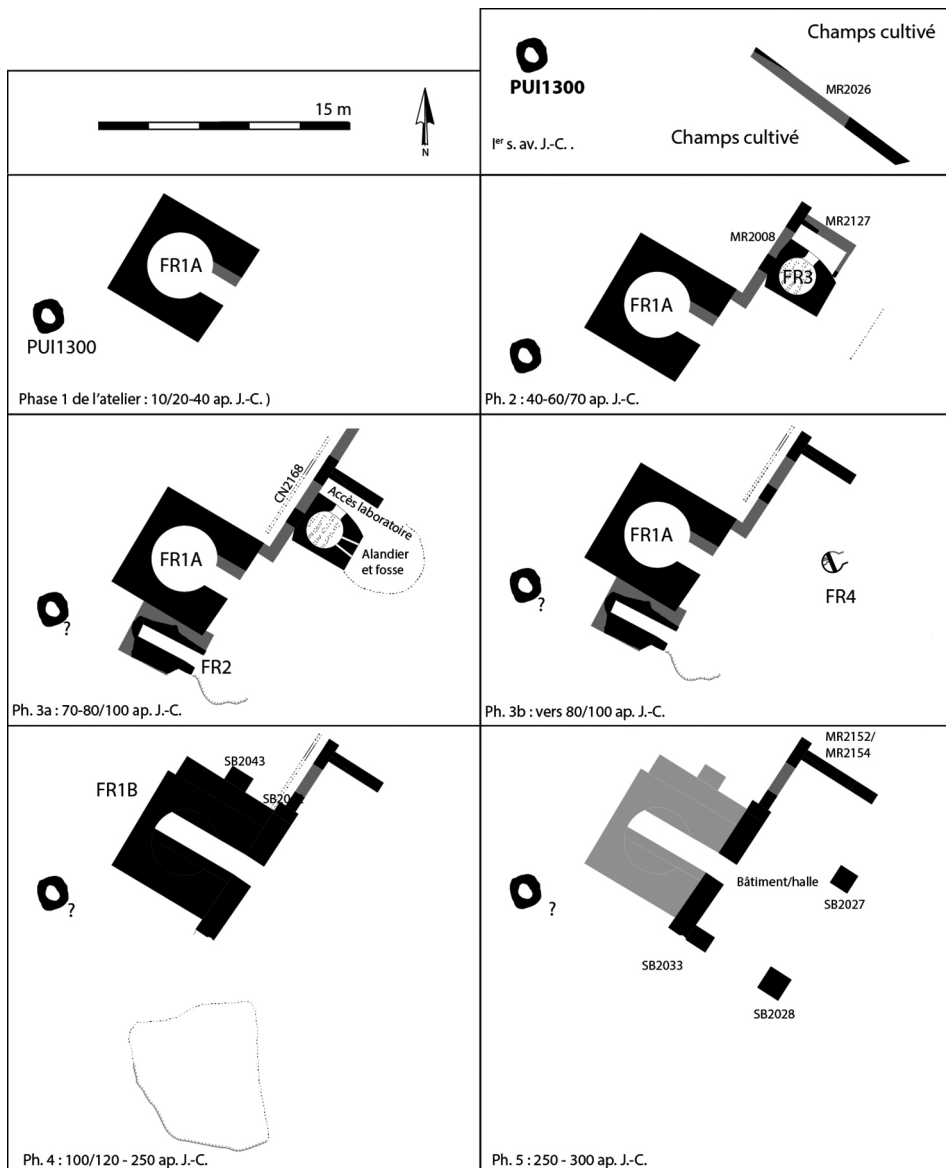 15 m
N
Champs cultivé
PUI1300
MR2026
Champs cultivé
Iᵉʳ s. av. J.-C. .
FR1A
PUI1300
Phase 1 de l'atelier : 10/20-40 ap. J.-C. )
MR2127
MR2008
FR3
FR1A
Ph. 2 : 40-60/70 ap. J.-C.
CN2168
Accès laboratoire
FR1A
Alandier
et fosse
?
FR2
Ph. 3a : 70-80/100 ap. J.-C.
FR1A
FR4
?
Ph. 3b : vers 80/100 ap. J.-C.
SB2043
FR1B
?
Ph. 4 : 100/120 - 250 ap. J.-C.
MR2152/
MR2154
Bâtiment/halle
SB2027
?
SB2033
SB2028
Ph. 5 : 250 - 300 ap. J.-C.